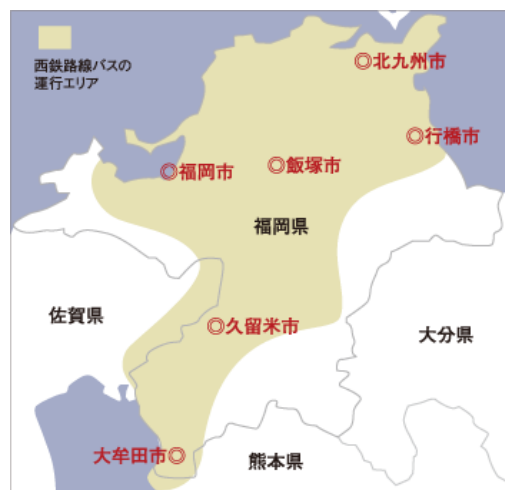 西鉄路線バスの
運行エリア
◎北九州市
◎行橋市
◎福岡市
◎飯塚市
福岡県
佐賀県
◎久留米市
大分県
大牟田市◎
熊本県